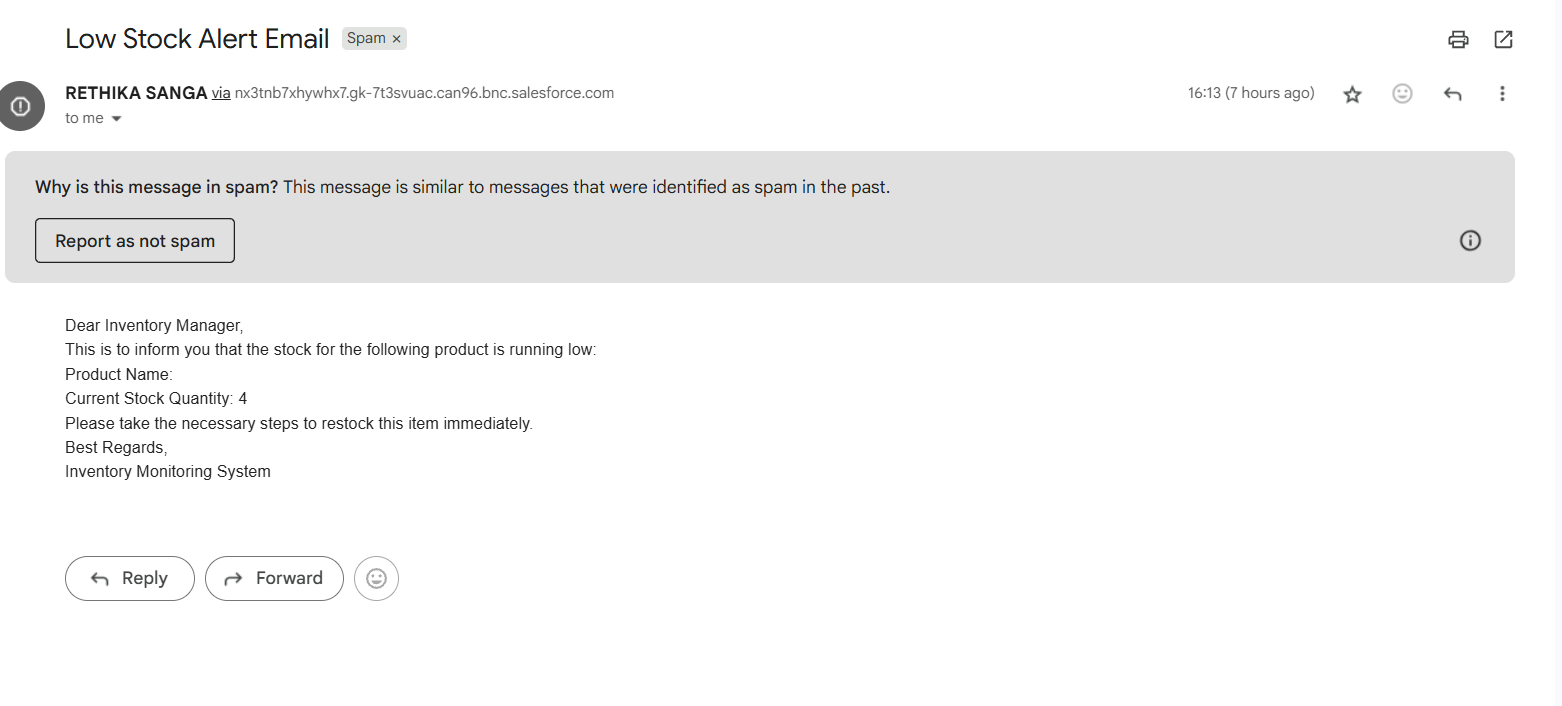 Low Stock Alert Email Spam ×
RETHIKA SANGA via nx3tnb7xhywhx7.gk-7t3svuac.can96.bnc.salesforce.com 16:13 (7 hours ago)
to me
Why is this message in spam? This message is similar to messages that were identified as spam in the past.
Report as not spam
Dear Inventory Manager,
This is to inform you that the stock for the following product is running low:
Product Name:
Current Stock Quantity: 4
Please take the necessary steps to restock this item immediately.
Best Regards,
Inventory Monitoring System
Reply Forward